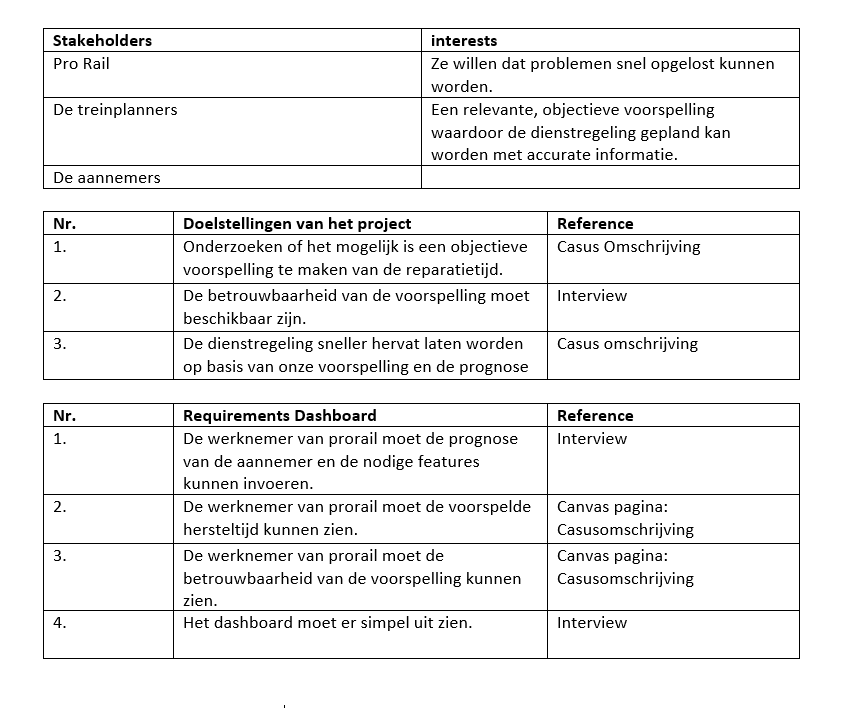 Stakeholders interests
Pro Rail Ze willen dat problemen snel opgelost kunnen
worden.
De treinplanners Een relevante, objectieve voorspelling
waardoor de dienstregeling gepland kan
worden met accurate informatie.
De aannemers
Nr. Doelstellingen van het project Reference
1. Onderzoeken of het mogelijk is een objectieve Casus Omschrijving
voorspelling te maken van de reparatietijd.
2. De betrouwbaarheid van de voorspelling moet Interview
beschikbaar zijn.
3. De dienstregeling sneller hervat laten worden Casus omschrijving
op basis van onze voorspelling en de prognose
Nr. Requirements Dashboard Reference
1. De werknemer van prorail moet de prognose Interview
van de aannemer en de nodige features
kunnen invoeren.
2. De werknemer van prorail moet de voorspelde Canvas pagina:
hersteltijd kunnen zien. Casusomschrijving
3. De werknemer van prorail moet de Canvas pagina:
betrouwbaarheid van de voorspelling kunnen Casusomschrijving
zien.
4. Het dashboard moet er simpel uit zien. Interview